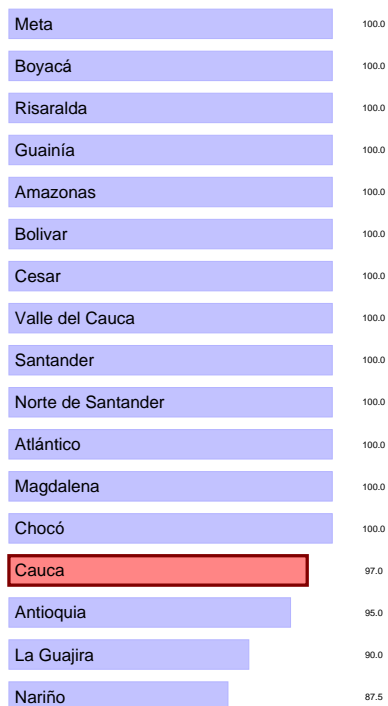 Meta 100.0
Boyacá 100.0
Risaralda 100.0
Guainía 100.0
Amazonas 100.0
Bolivar 100.0
Cesar 100.0
Valle del Cauca 100.0
Santander 100.0
Norte de Santander 100.0
Atlántico 100.0
Magdalena 100.0
Chocó 100.0
Cauca 97.0
Antioquia 95.0
La Guajira 90.0
Nariño 87.5